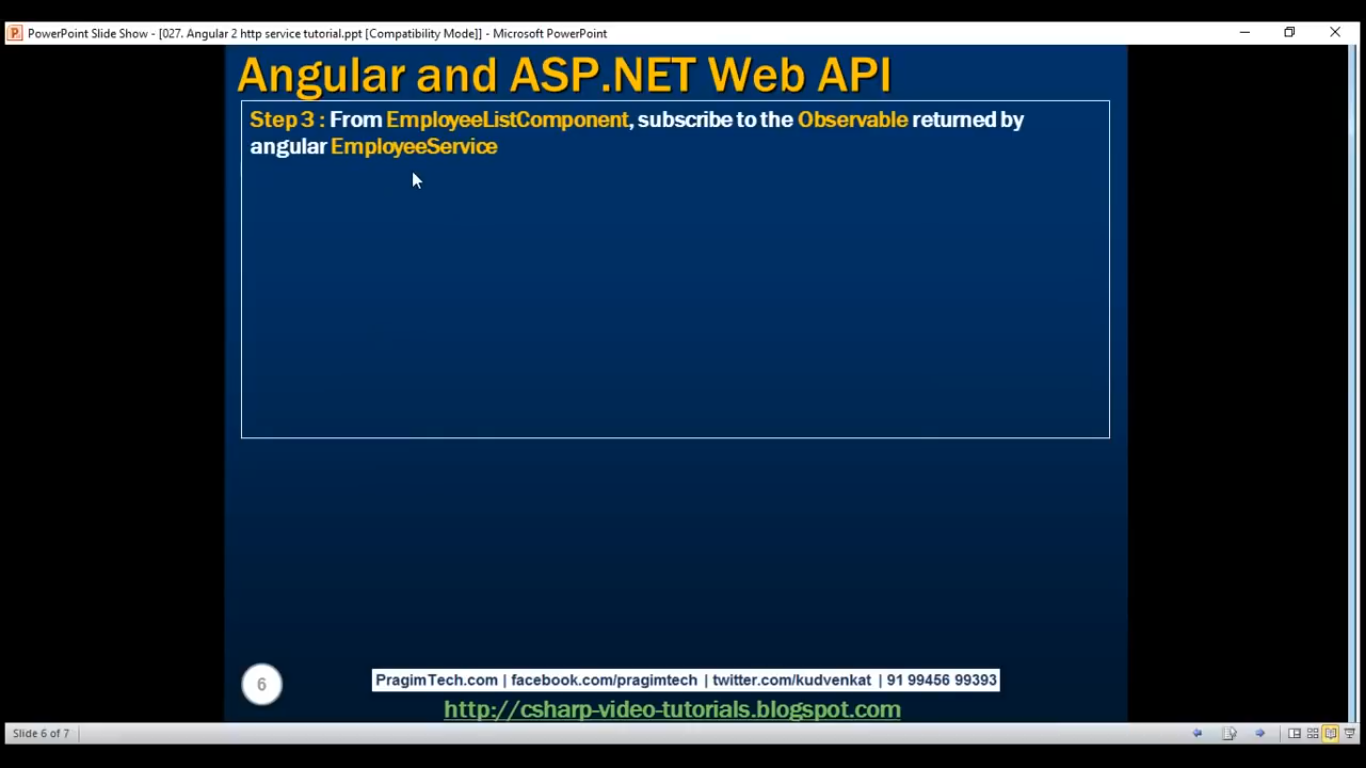 PowerPoint Slide Show - [027. Angular 2 http service tutorial.ppt [Compatibility Mode]] - Microsoft PowerPoint
Angular and ASP.NET Web API
Step 3 : From EmployeeListComponent, subscribe to the Observable returned by
angular EmployeeService
6
PragimTech.com | facebook.com/pragimtech | twitter.com/kudvenkat | 91 99456 99393
http://csharp-video-tutorials.blogspot.com
Slide 6 of 7